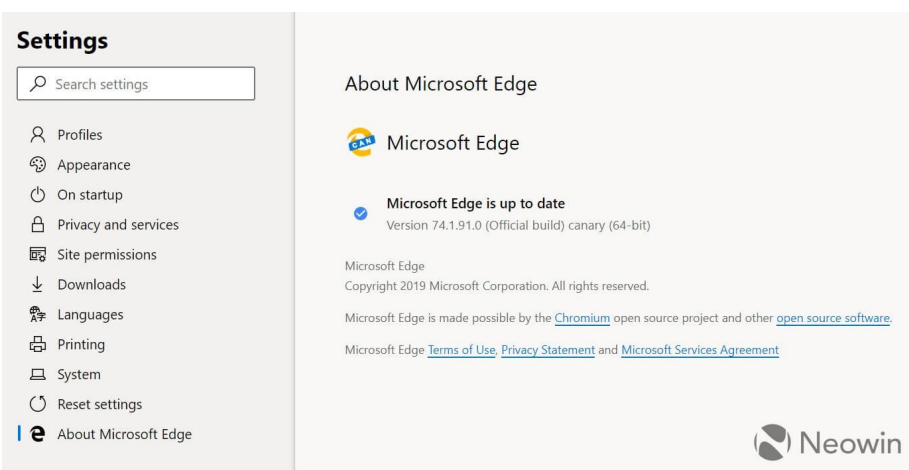 Settings
Search settings
Profiles
Appearance
On startup
Privacy and services
Site permissions
Downloads
Languages
Printing
System
Reset settings
About Microsoft Edge
About Microsoft Edge
CAN
Microsoft Edge
Microsoft Edge is up to date
Version 74.1.91.0 (Official build) canary (64-bit)
Microsoft Edge
Copyright 2019 Microsoft Corporation. All rights reserved.
Microsoft Edge is made possible by the Chromium open source project and other open source software.
Microsoft Edge Terms of Use, Privacy Statement and Microsoft Services Agreement
Neowin